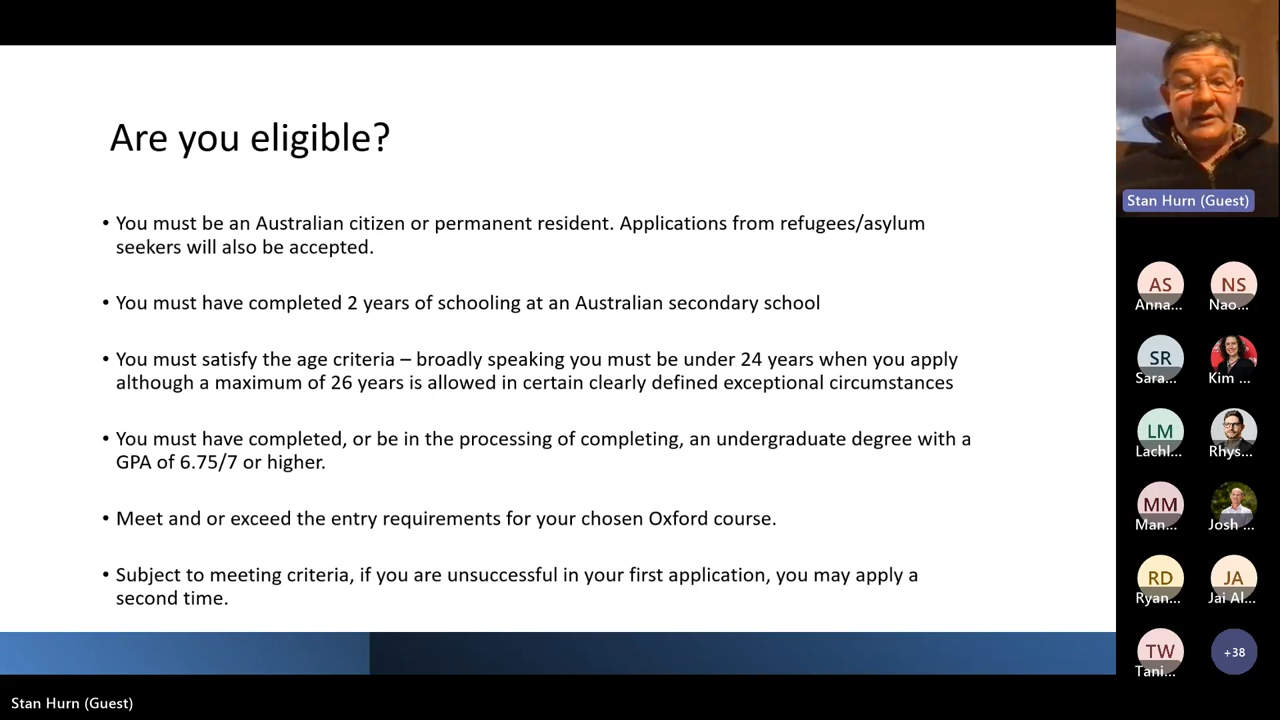 Are you eligible?
• You must be an Australian citizen or permanent resident. Applications from refugees/asylum
seekers will also be accepted.
• You must have completed 2 years of schooling at an Australian secondary school
• You must satisfy the age criteria – broadly speaking you must be under 24 years when you apply
although a maximum of 26 years is allowed in certain clearly defined exceptional circumstances
• You must have completed, or be in the processing of completing, an undergraduate degree with a
GPA of 6.75/7 or higher.
• Meet and or exceed the entry requirements for your chosen Oxford course.
• Subject to meeting criteria, if you are unsuccessful in your first application, you may apply a
second time.
Stan Hurn (Guest)
AS
Anna...
NS
Nao...
SR
Sara...
Kim ...
LM
Lachl...
Rhys...
MM
Man...
Josh ...
RD
Ryan...
JA
Jai Al...
TW
Tani...
+38
Stan Hurn (Guest)